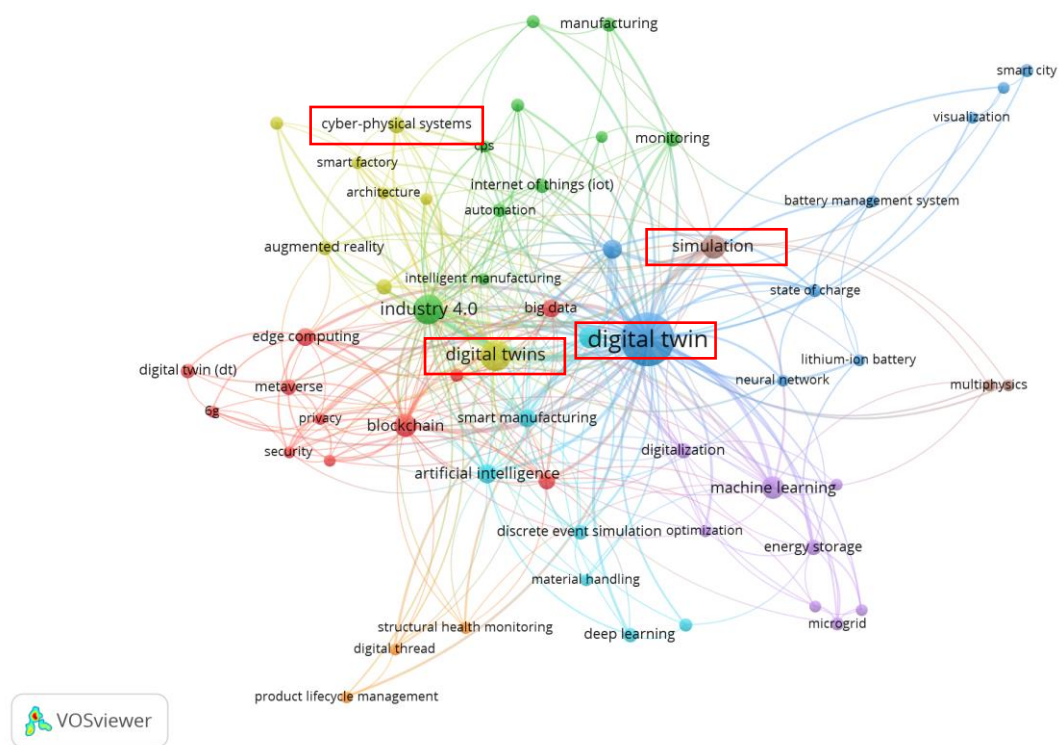 manufacturing
smart city
visualization
cyber-physical systems
cps
monitoring
smart factory
internet of things (iot)
architecture
automation
battery management system
augmented reality
simulation
intelligent manufacturing
state of charge
industry 4.0
big data
edge computing
digital twins
digital twin
lithium-ion battery
digital twin (dt)
metaverse
neural network
multiphysics
6g
privacy
blockchain
smart manufacturing
security
digitalization
artificial intelligence
machine learning
discrete event simulation
optimization
energy storage
material handling
structural health monitoring
deep learning
microgrid
digital thread
product lifecycle management
VOSviewer